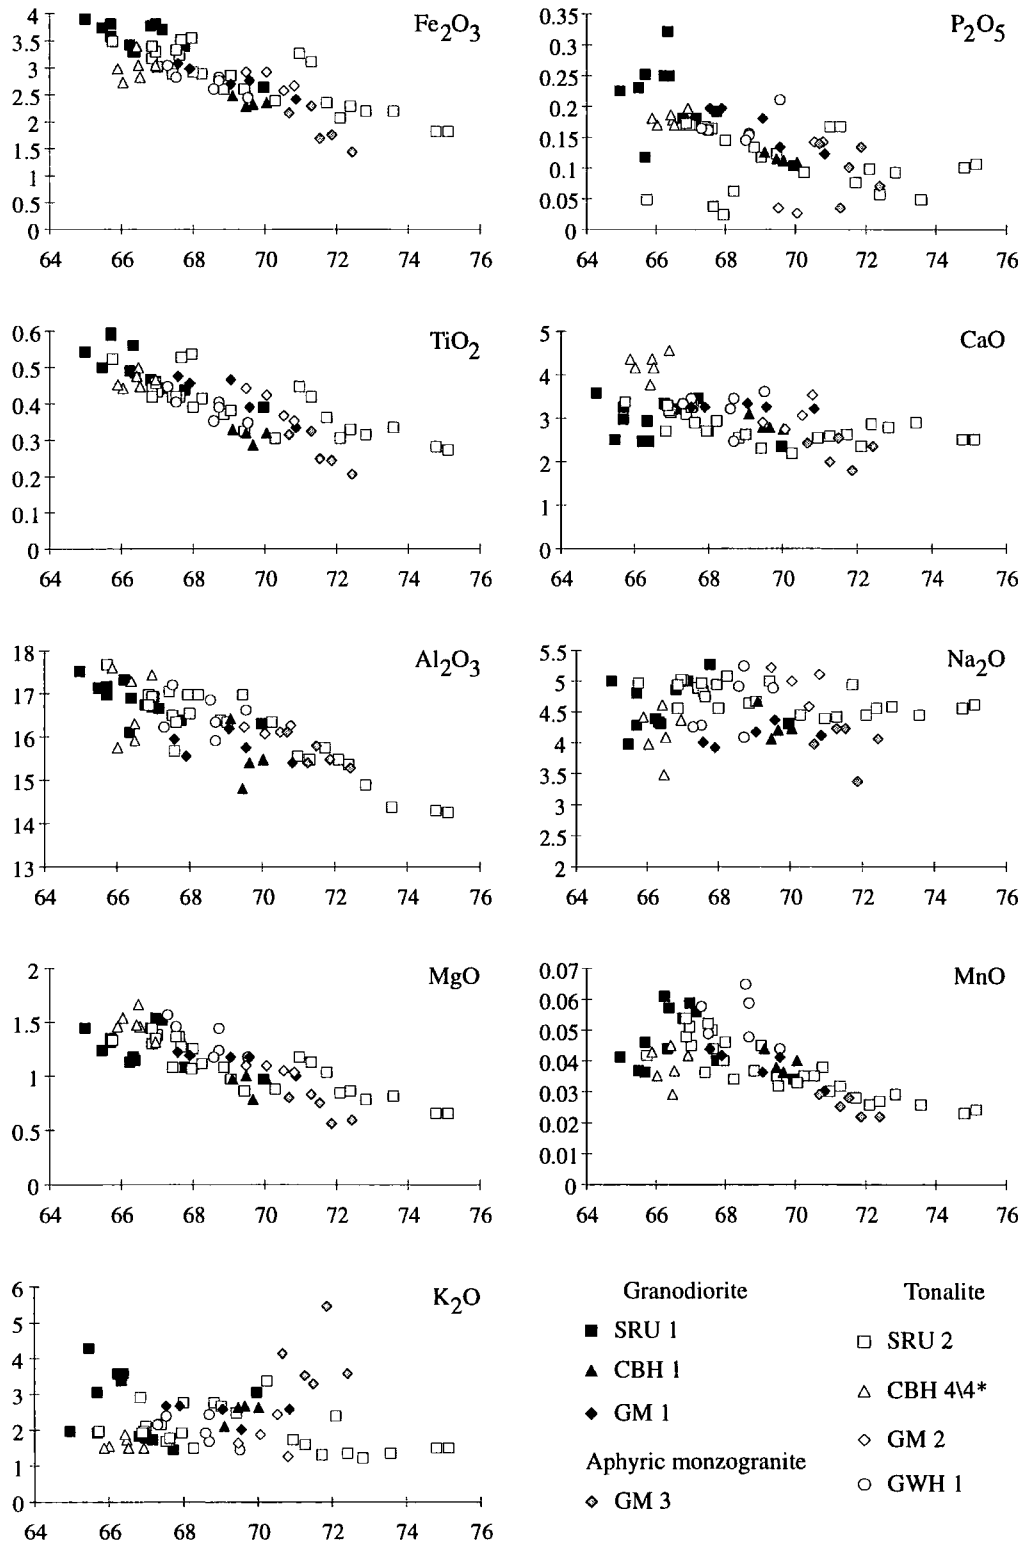 Fe2O3
4
3.5
3
2.5
2
1.5
1
0.5
0
64 66 68 70 72 74 76
P2O5
0.35
0.3
0.25
0.2
0.15
0.1
0.05
0
64 66 68 70 72 74 76
TiO2
0.6
0.5
0.4
0.3
0.2
0.1
0
64 66 68 70 72 74 76
CaO
5
4
3
2
1
0
64 66 68 70 72 74 76
Al2O3
18
17
16
15
14
13
64 66 68 70 72 74 76
Na2O
5.5
5
4.5
4
3.5
3
2.5
2
64 66 68 70 72 74 76
MgO
2
1.5
1
0.5
0
64 66 68 70 72 74 76
MnO
0.07
0.06
0.05
0.04
0.03
0.02
0.01
0
64 66 68 70 72 74 76
K2O
6
5
4
3
2
1
0
64 66 68 70 72 74 76
Granodiorite
SRU 1
CBH 1
GM 1
Aphyric monzogranite
GM 3
Tonalite
SRU 2
CBH 4\4*
GM 2
GWH 1